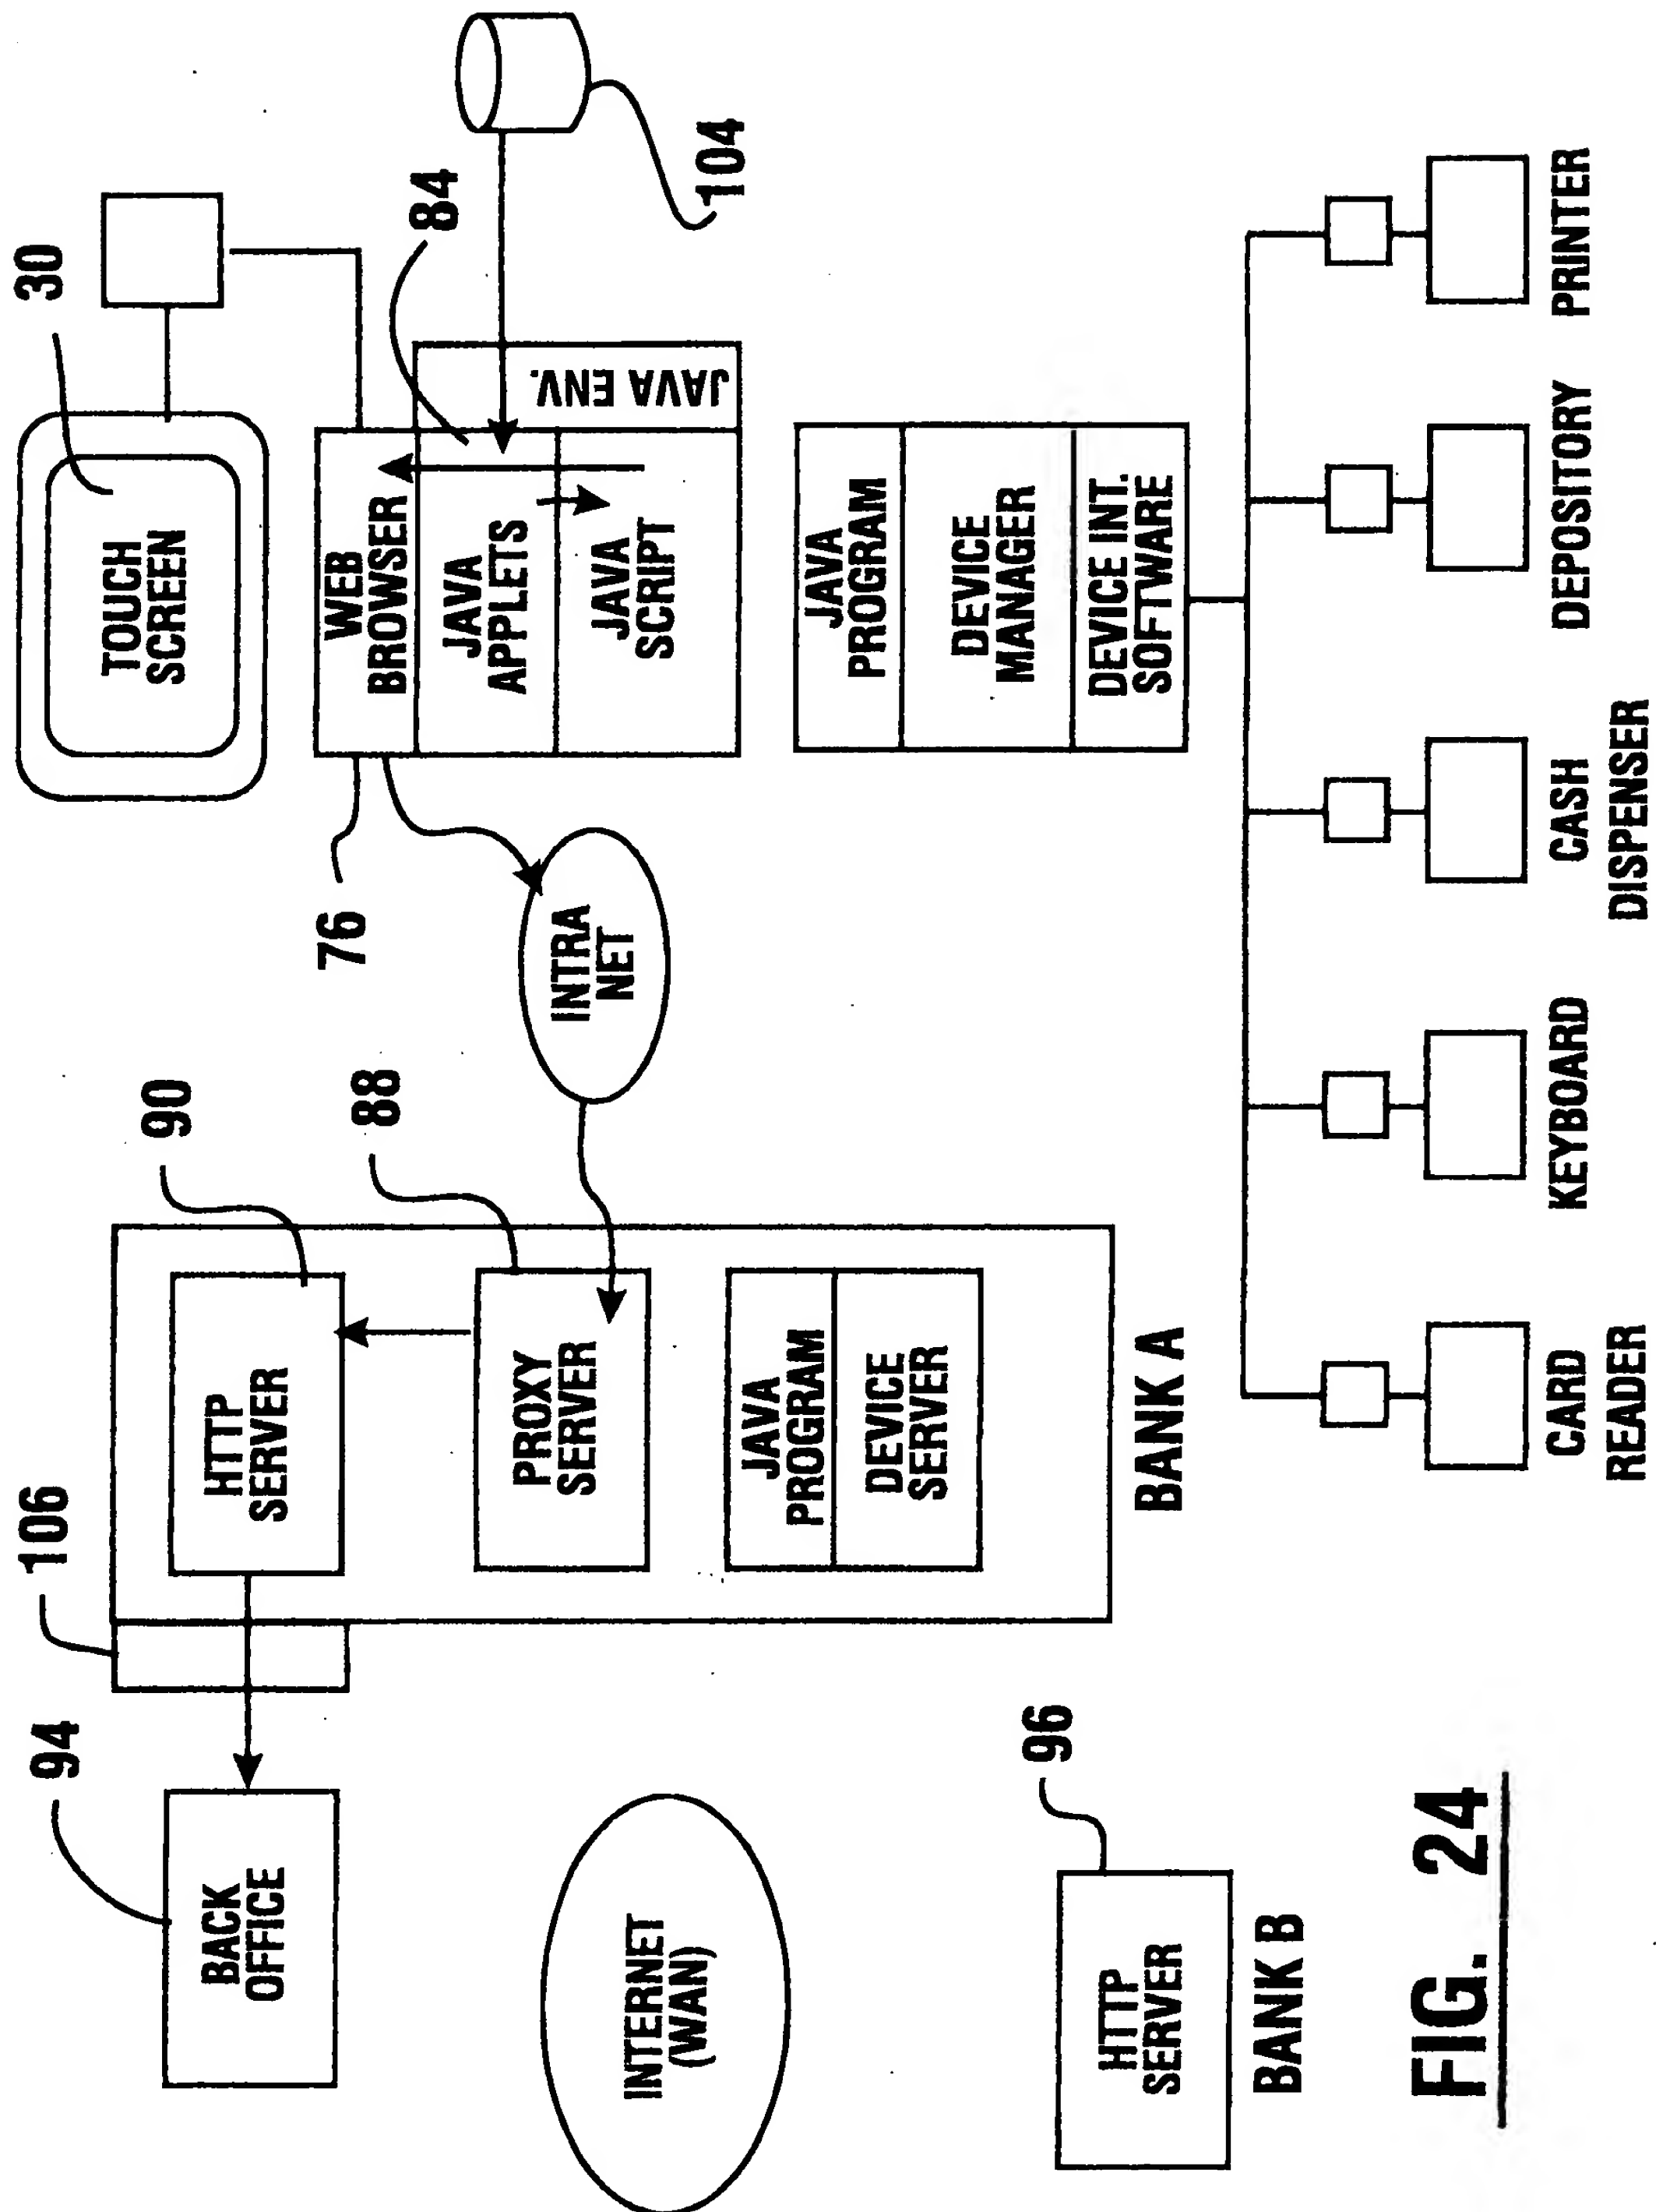 94
106
90
30
BACK
OFFICE
HTTP
SERVER
TOUCH
SCREEN
88
76
84
104
INTERNET
(WAN)
PROXY
SERVER
INTRA
NET
WEB
BROWSER
JAVA
APPLETS
JAVA
SCRIPT
JAVA ENV.
JAVA
PROGRAM
DEVICE
SERVER
JAVA
PROGRAM
DEVICE
MANAGER
DEVICE INT.
SOFTWARE
96
HTTP
SERVER
BANK B
BANK A
CARD
READER
KEYBOARD
CASH
DISPENSER
DEPOSITORY
PRINTER
FIG. 24